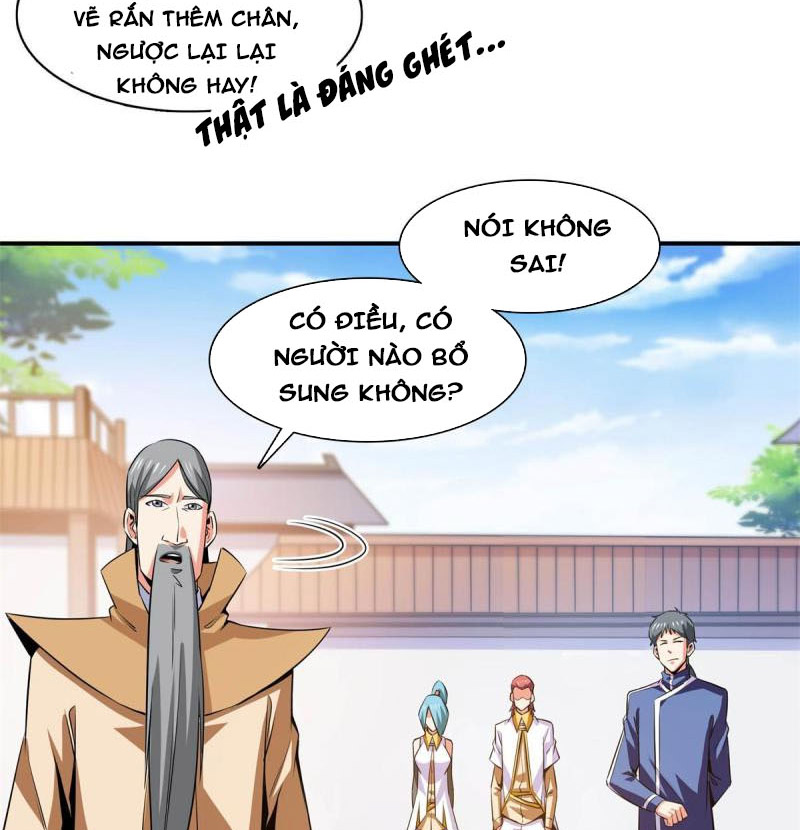 VẼ RẮN THÊM CHÂN,
NGƯỢC LẠI LẠI
KHÔNG HAY!
THẬT LÀ ĐÁNG GHÉT...
NÓI KHÔNG
SAI!
CÓ ĐIỀU, CÓ
NGƯỜI NÀO BỔ
SUNG KHÔNG?